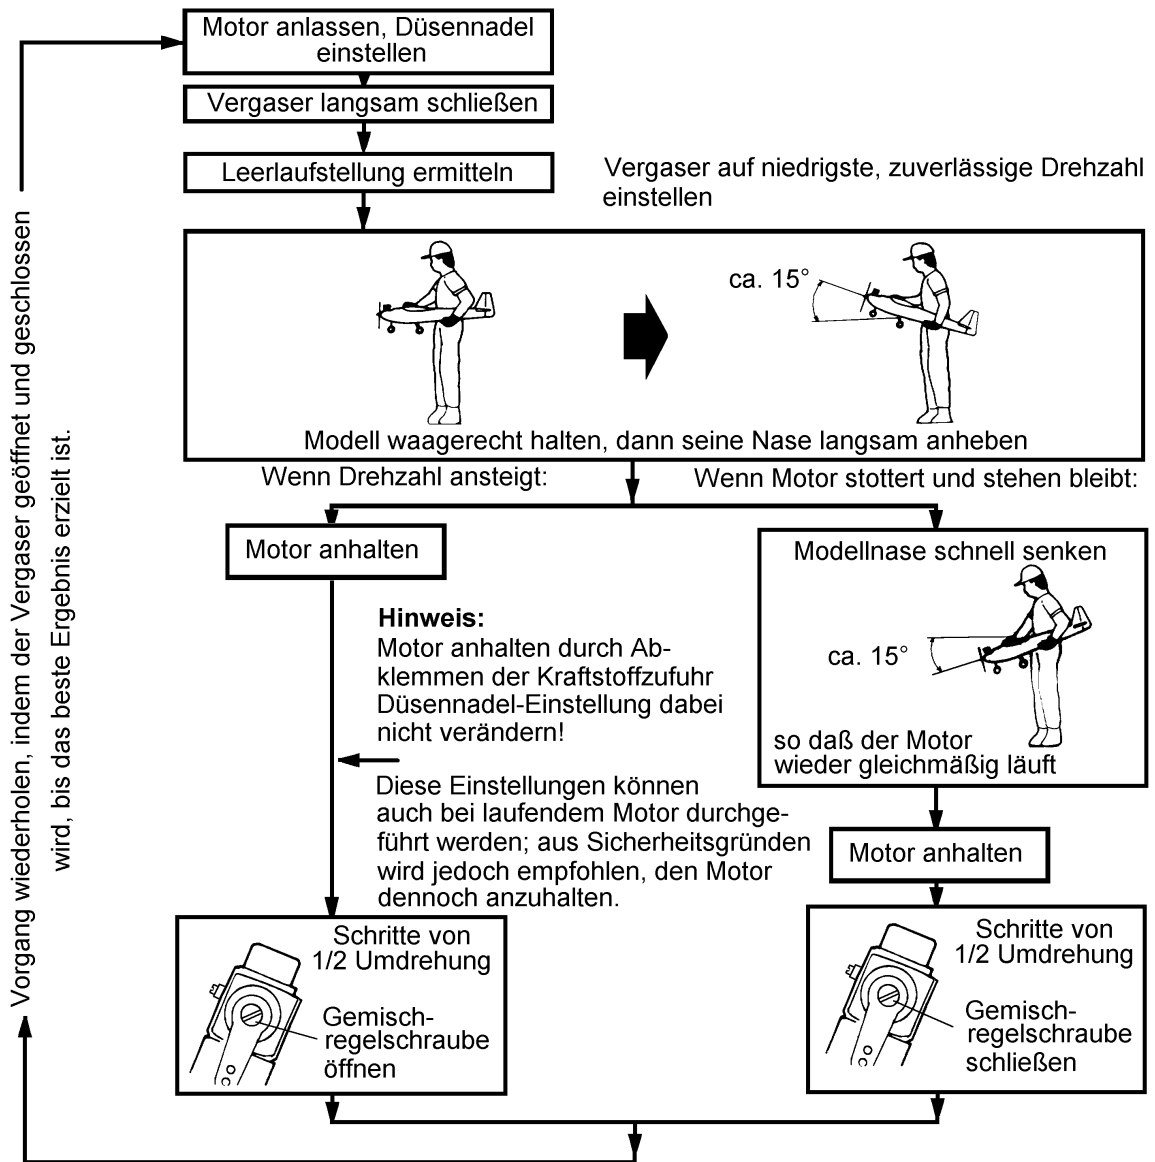 Motor anlassen, Düsennadel
einstellen
Vergaser langsam schließen
Leerlaufstellung ermitteln
Vergaser auf niedrigste, zuverlässige Drehzahl
einstellen
ca. 15°
Modell waagerecht halten, dann seine Nase langsam anheben
Wenn Drehzahl ansteigt:
Wenn Motor stottert und stehen bleibt:
Motor anhalten
Hinweis:
Motor anhalten durch Ab-
klemmen der Kraftstoffzufuhr
Düsennadel-Einstellung dabei
nicht verändern!
Diese Einstellungen können
auch bei laufendem Motor durchge-
führt werden; aus Sicherheitsgründen
wird jedoch empfohlen, den Motor
dennoch anzuhalten.
Schritte von
1/2 Umdrehung
Gemisch-
regelschraube
öffnen
Modellnase schnell senken
ca. 15°
so daß der Motor
wieder gleichmäßig läuft
Motor anhalten
Schritte von
1/2 Umdrehung
Gemisch-
regelschraube
schließen
Vorgang wiederholen, indem der Vergaser geöffnet und geschlossen
wird, bis das beste Ergebnis erzielt ist.